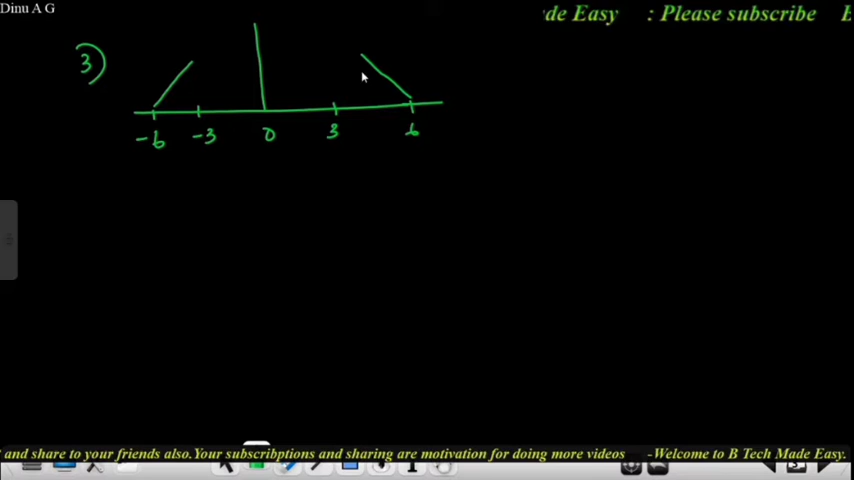 Dinu A G
de Easy : Please subscribe
3)
-6 -3 0 3 6
and share to your friends also. Your subscribptions and sharing are motivation for doing more videos -Welcome to B Tech Made Easy.